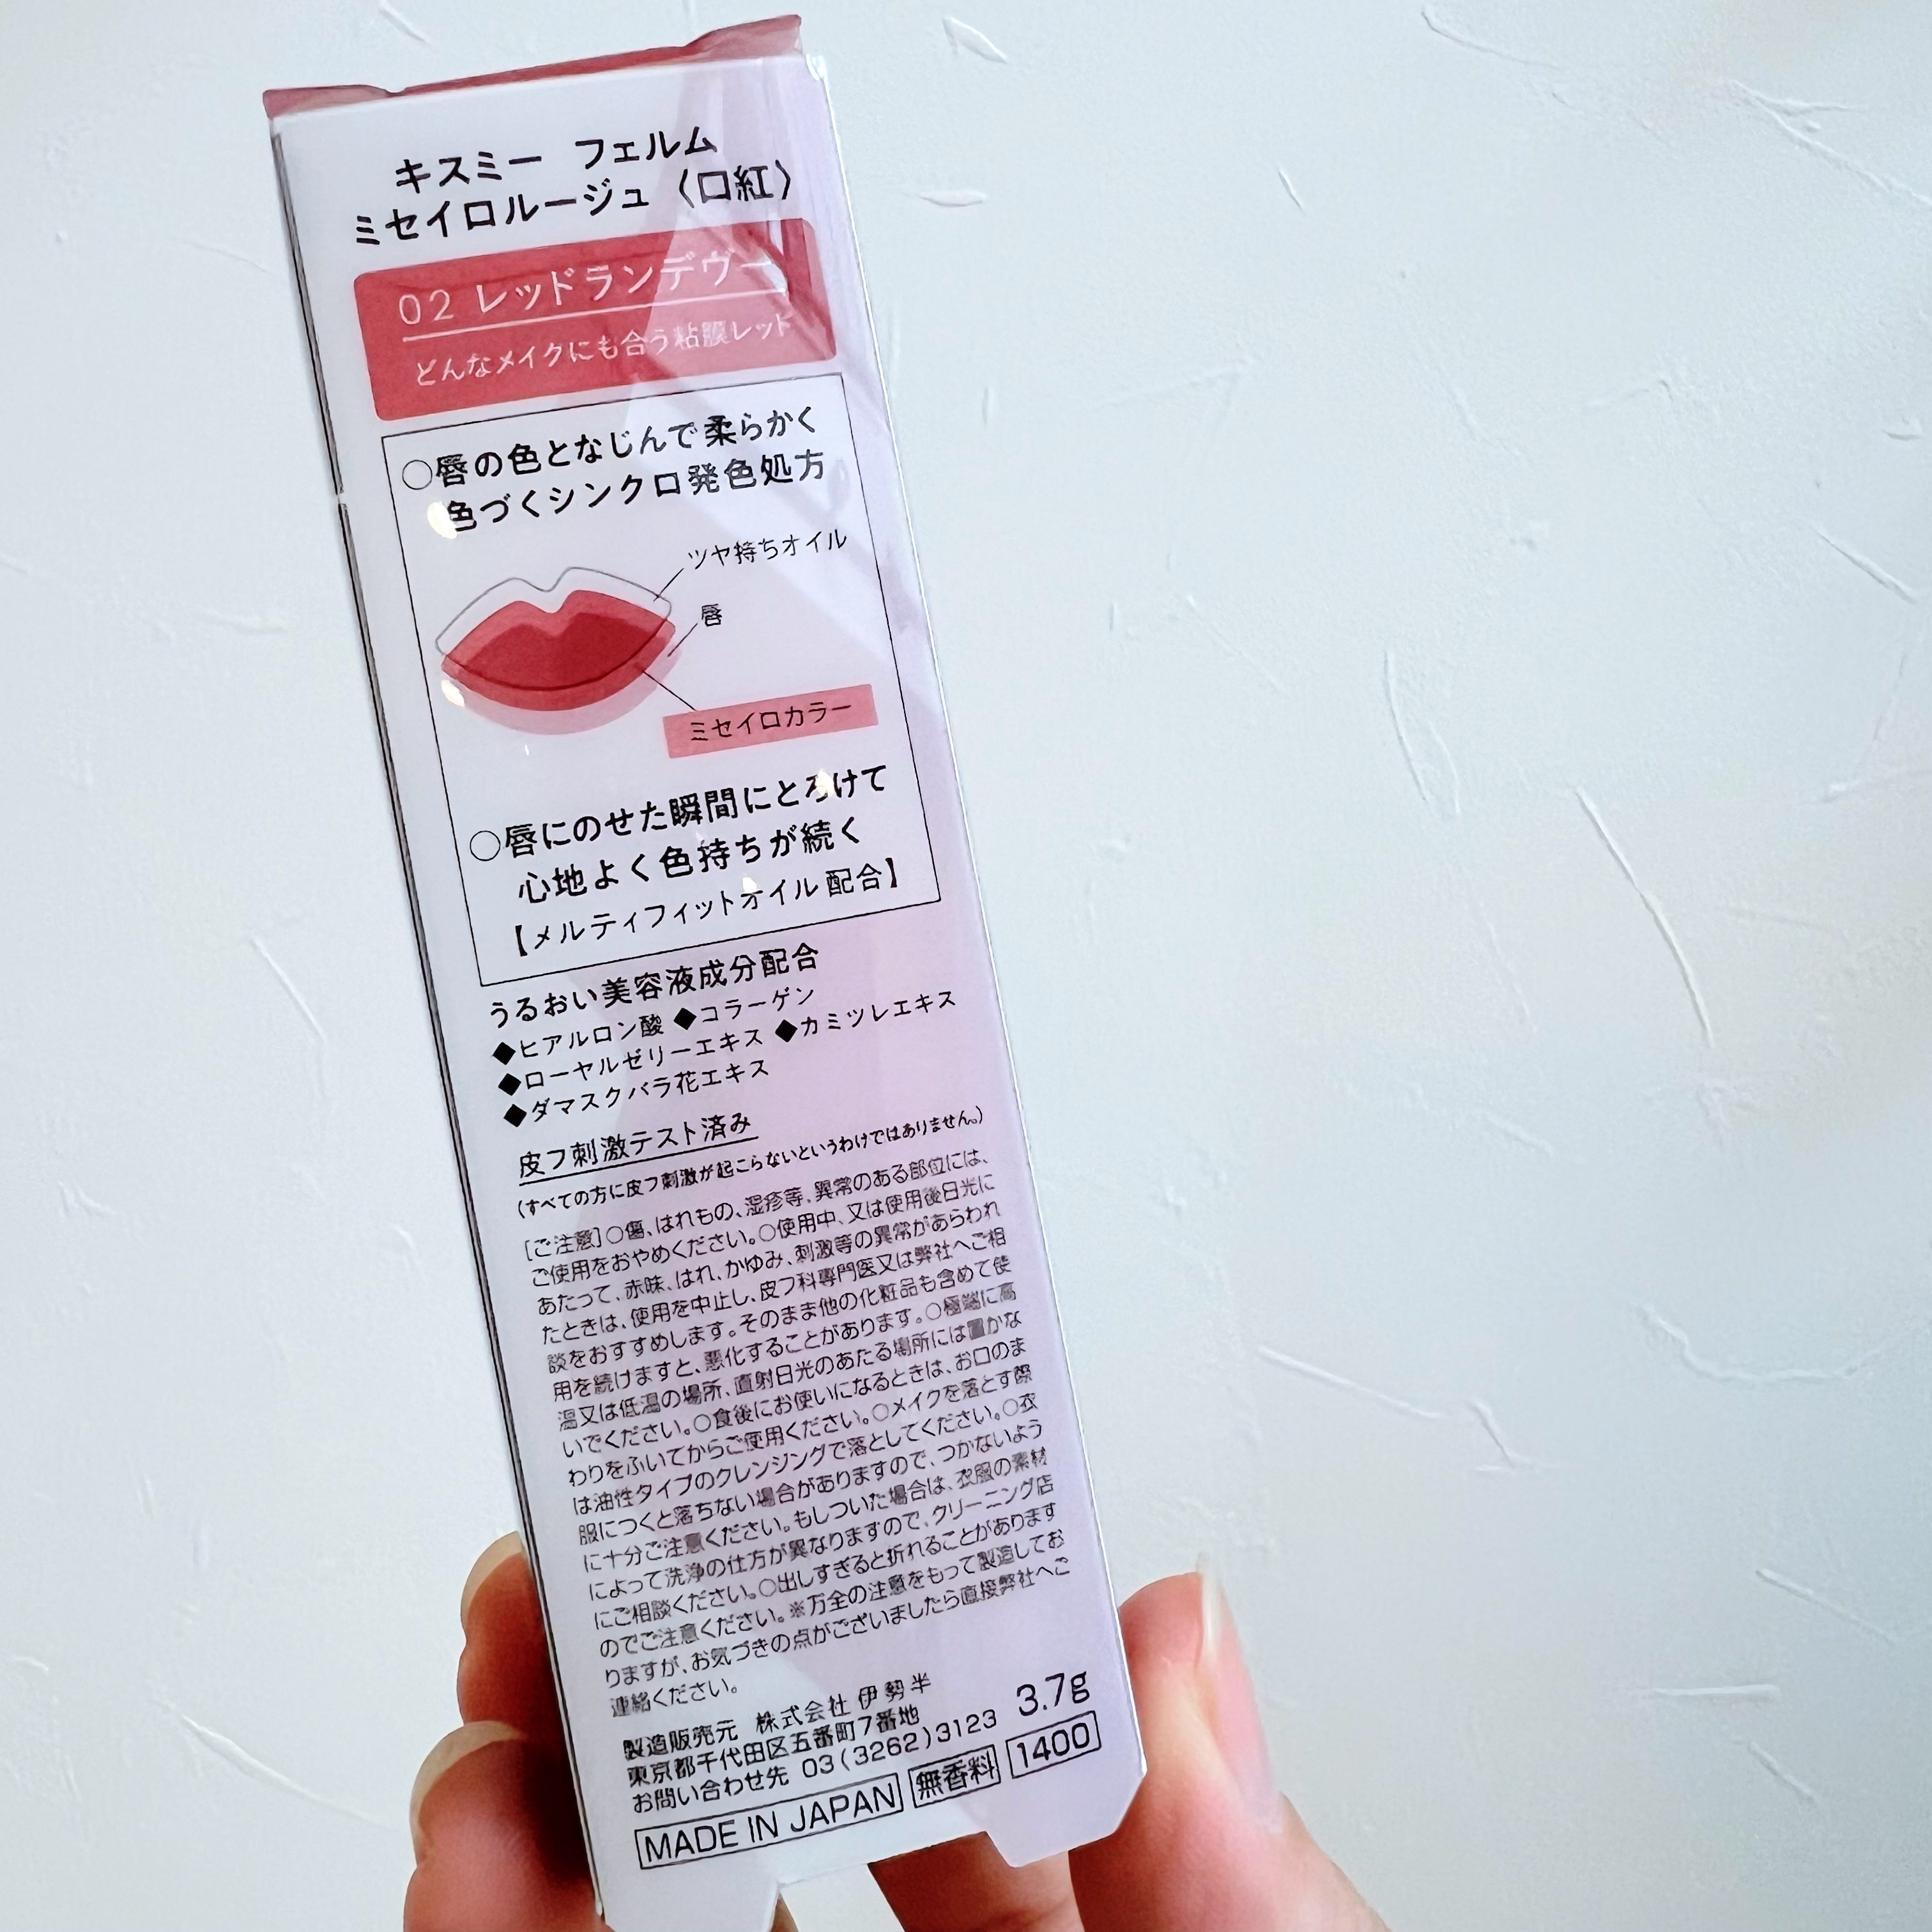 キスミー フェルム
ミセイロルージュ〈口紅〉
02 レッドランデヴー
どんなメイクにも合う粘膜レッド
○唇の色となじんで柔らかく
色づくシンクロ発色処方
ツヤ持ちオイル
唇
ミセイロカラー
○唇にのせた瞬間にとろけて
心地よく色持ちが続く
【メルティフィットオイル配合】
うるおい美容液成分配合
◆ヒアルロン酸 ◆コラーゲン
◆ローヤルゼリーエキス ◆カミツレエキス
◆ダマスクバラ花エキス
皮フ刺激テスト済み
(すべての方に皮フ刺激が起こらないというわけではありません。)
[ご注意]○傷、はれもの、湿疹等、異常のある部位には、
ご使用をおやめください。○使用中、又は使用後日光に
あたって、赤味、はれ、かゆみ、刺激等の異常があらわれ
たときは、使用を中止し、皮フ科専門医又は弊社へご相
談をおすすめします。そのまま他の化粧品も含めて使
用を続けますと、悪化することがあります。○極端に高
温又は低温の場所、直射日光のあたる場所には置かな
いでください。○食後にお使いになるときは、お口のま
わりをふいてからご使用ください。○メイクを落とす際
は油性タイプのクレンジングで落としてください。○衣
服につくと落ちない場合がありますので、つかないよう
に十分ご注意ください。もしついた場合は、衣服の素材
によって洗浄の仕方が異なりますので、クリーニング店
にご相談ください。○出しすぎると折れることがあります
のでご注意ください。※万全の注意をもって製造してお
りますが、お気づきの点がございましたら直接弊社へご
連絡ください。
製造販売元 株式会社 伊勢半
東京都千代田区五番町7番地
お問い合わせ先 03(3262)3123
3.7g
MADE IN JAPAN 無香料 1400